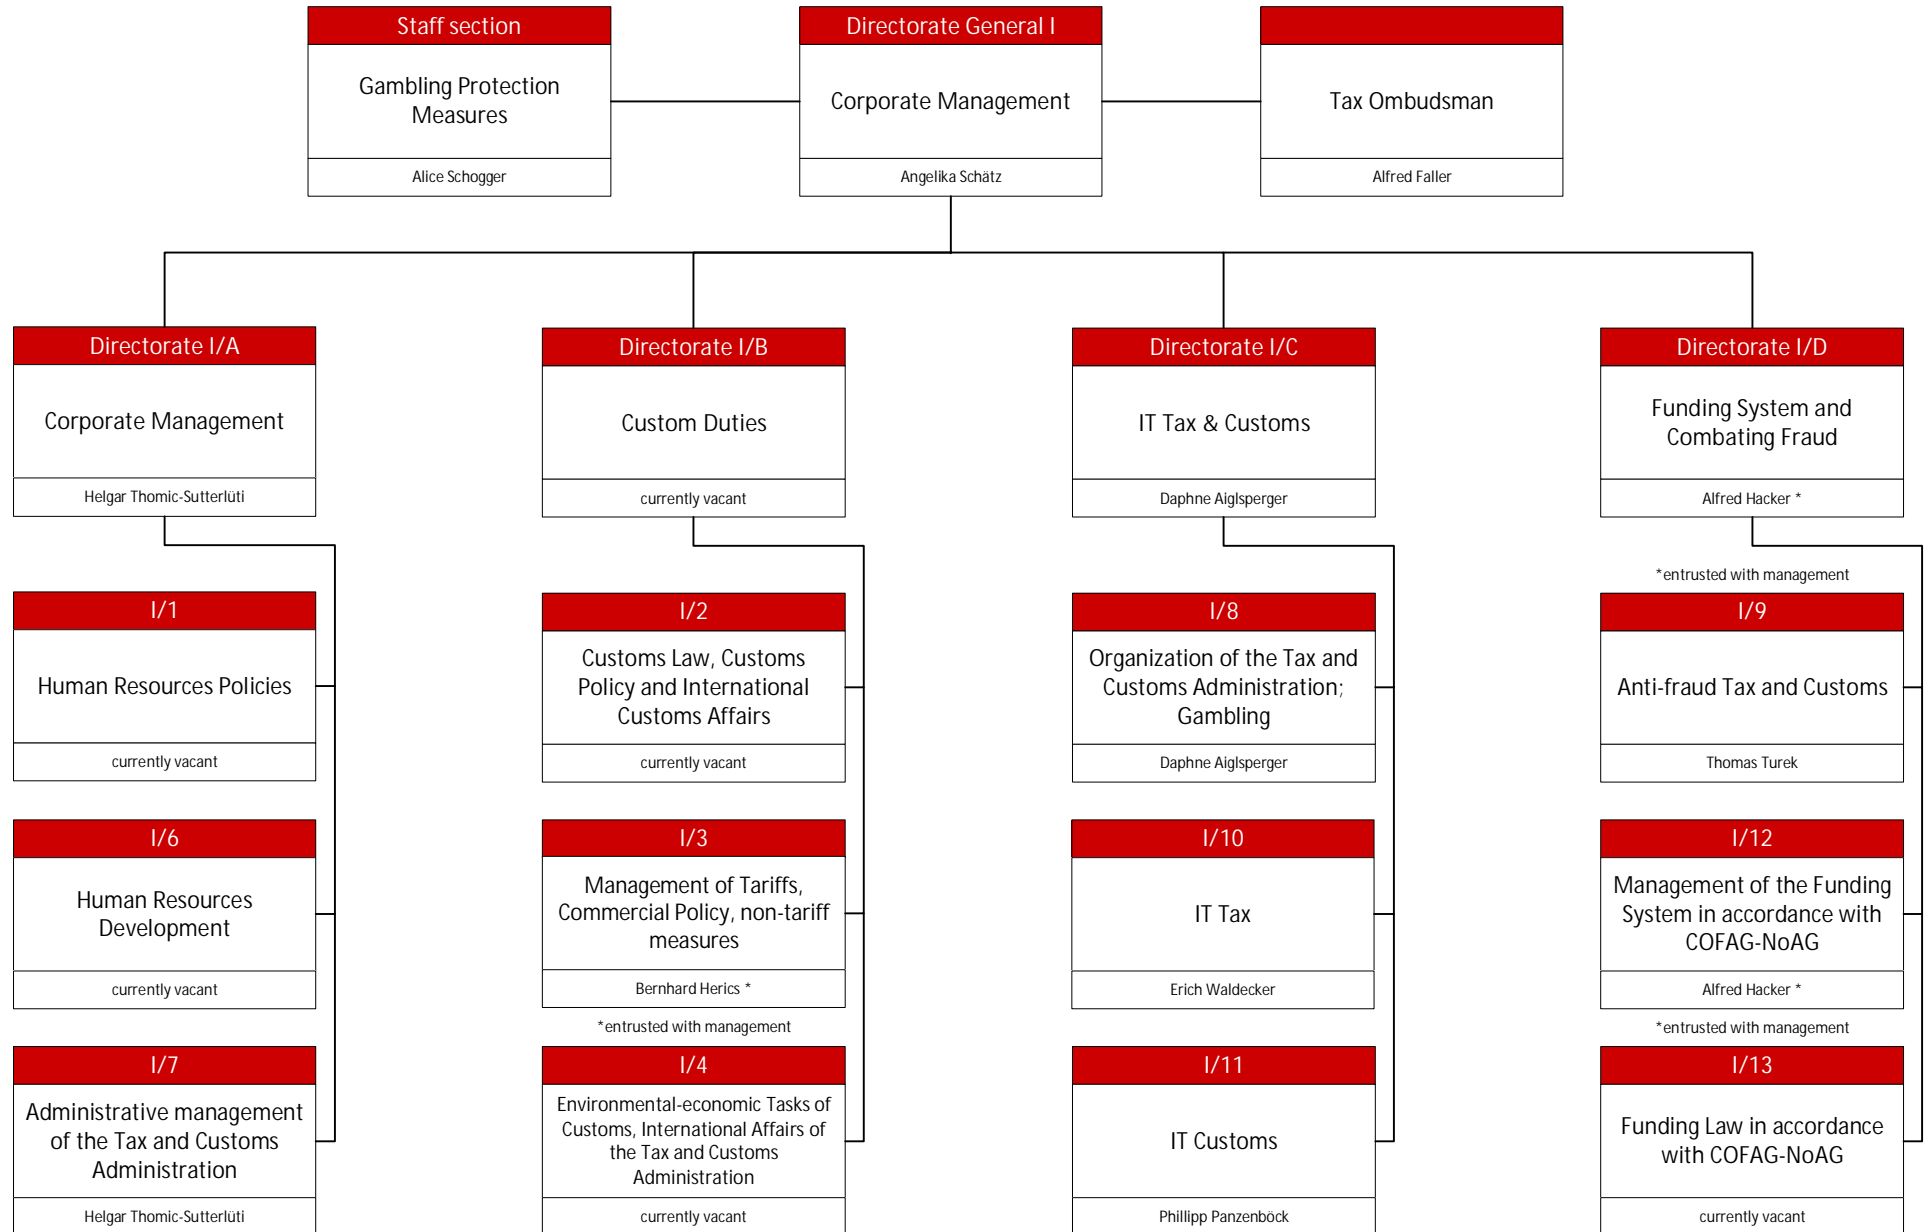 Staff section
Gambling Protection
Measures
Alice Schogger
Directorate General I
Corporate Management
Angelika Schätz
Tax Ombudsman
Alfred Faller
Directorate I/A
Corporate Management
Helgar Thomic-Sutterlüti
Directorate I/B
Custom Duties
currently vacant
Directorate I/C
IT Tax & Customs
Daphne Aiglsperger
Directorate I/D
Funding System and
Combating Fraud
Alfred Hacker *
*entrusted with management
I/1
Human Resources Policies
currently vacant
I/2
Customs Law, Customs
Policy and International
Customs Affairs
currently vacant
I/8
Organization of the Tax and
Customs Administration;
Gambling
Daphne Aiglsperger
I/9
Anti-fraud Tax and Customs
Thomas Turek
I/6
Human Resources
Development
currently vacant
I/3
Management of Tariffs,
Commercial Policy, non-tariff
measures
Bernhard Herics *
*entrusted with management
I/10
IT Tax
Erich Waldecker
I/12
Management of the Funding
System in accordance with
COFAG-NoAG
Alfred Hacker *
*entrusted with management
I/7
Administrative management
of the Tax and Customs
Administration
Helgar Thomic-Sutterlüti
I/4
Environmental-economic Tasks of
Customs, International Affairs of
the Tax and Customs
Administration
currently vacant
I/11
IT Customs
Phillipp Panzenböck
I/13
Funding Law in accordance
with COFAG-NoAG
currently vacant